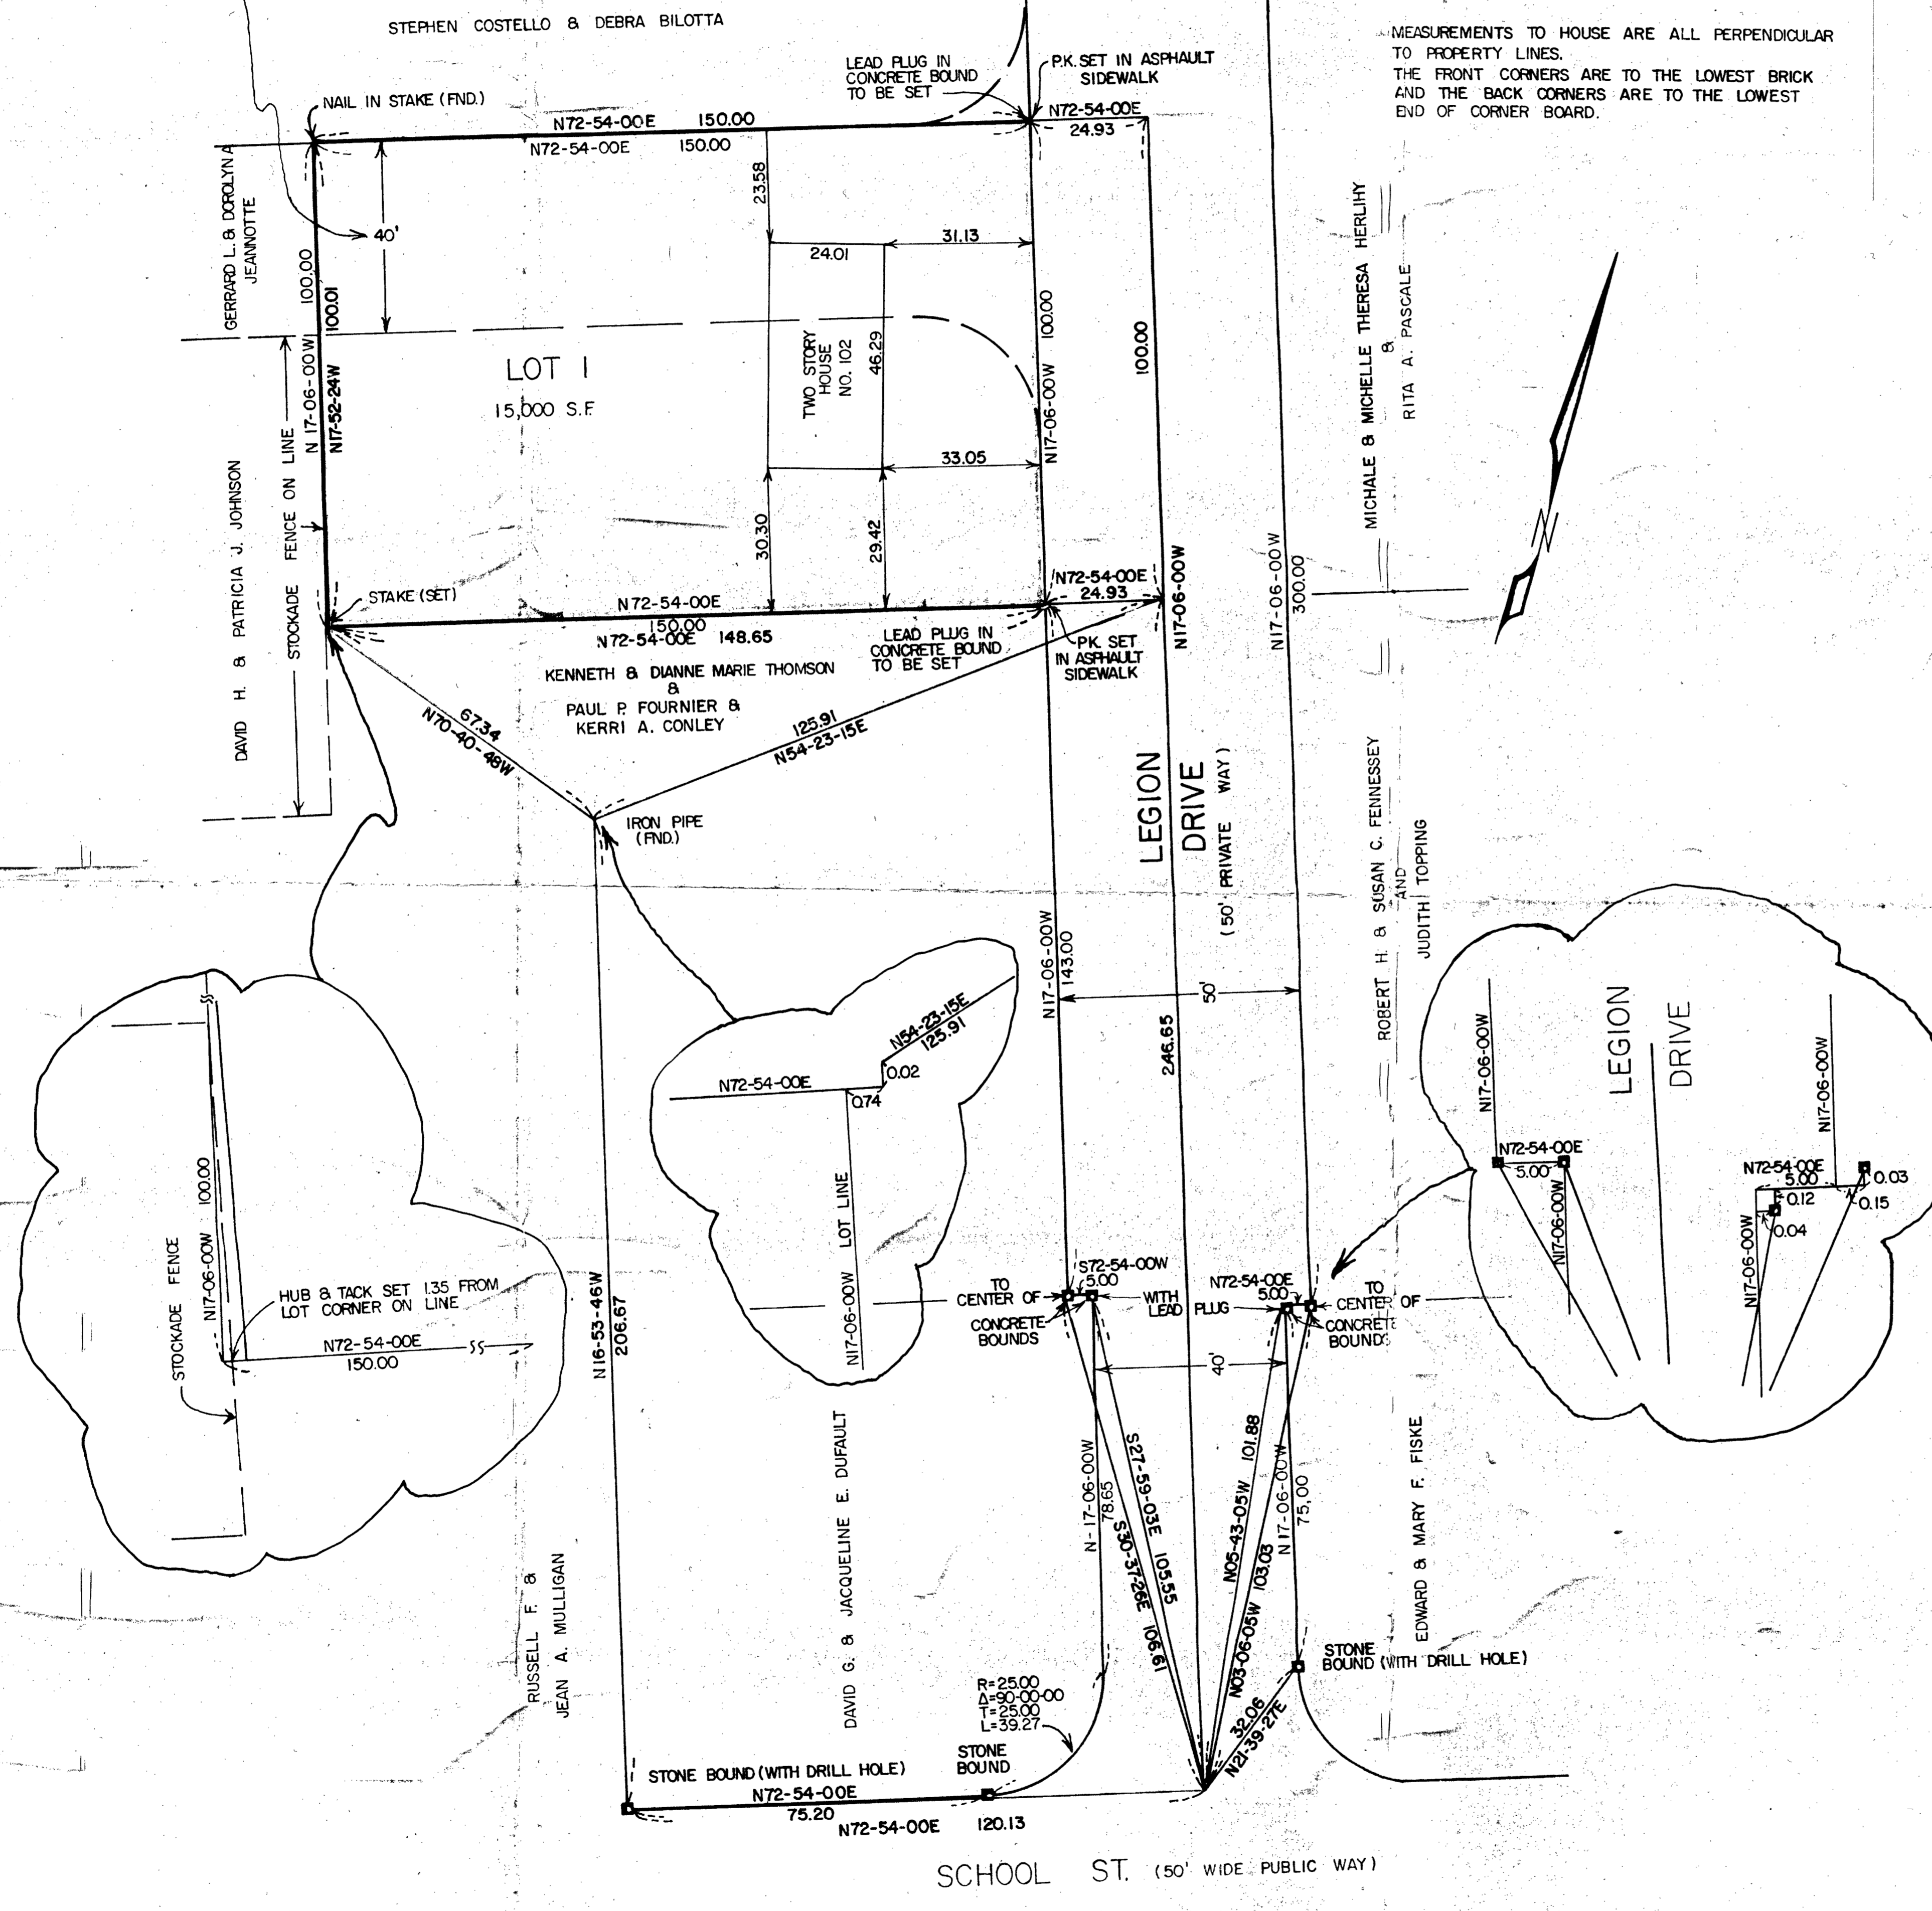 STEPHEN COSTELLO & DEBRA BILOTTA
MEASUREMENTS TO HOUSE ARE ALL PERPENDICULAR
TO PROPERTY LINES.
THE FRONT CORNERS ARE TO THE LOWEST BRICK
AND THE BACK CORNERS ARE TO THE LOWEST
END OF CORNER BOARD.
LEAD PLUG IN
CONCRETE BOUND
TO BE SET
P.K. SET IN ASPHAULT
SIDEWALK
NAIL IN STAKE (FND.)
N72-54-00E 150.00
N72-54-00E 150.00
N72-54-00E
24.93
GERRARD L. & DOROLYN A
JEANNOTTE
40'
23.58
24.01
31.13
N 17-06-00W 100.00
N17-52-24W 100.01
LOT 1
15,000 S.F.
TWO STORY
HOUSE
NO. 102
46.29
33.05
N17-06-00W 100.00
100.00
30.30
29.42
STOCKADE FENCE ON LINE
DAVID H. & PATRICIA J. JOHNSON
STAKE (SET)
N72-54-00E
150.00
N72-54-00E 148.65
N72-54-00E
24.93
LEAD PLUG IN
CONCRETE BOUND
TO BE SET
P.K. SET
IN ASPHAULT
SIDEWALK
N17-06-00W
246.65
N17-06-00W
300.00
MICHALE & MICHELLE THERESA HERLIHY
&
RITA A. PASCALE
KENNETH & DIANNE MARIE THOMSON
&
PAUL P. FOURNIER &
KERRI A. CONLEY
67.34
N70-40-48W
125.91
N54-23-15E
IRON PIPE
(FND.)
LEGION
DRIVE
(50' PRIVATE WAY)
ROBERT H. & SUSAN C. FENNESSEY
AND
JUDITH TOPPING
N17-06-00W
143.00
50'
STOCKADE FENCE
N17-06-00W 100.00
HUB & TACK SET 1.35 FROM
LOT CORNER ON LINE
N72-54-00E
150.00
N16-53-46W
206.67
N54-23-15E
125.91
N72-54-00E
0.02
0.74
N17-06-00W LOT LINE
LEGION
DRIVE
N17-06-00W
N72-54-00E
5.00
N17-06-00W
N17-06-00W
N72-54-00E
5.00
0.03
0.12
0.15
0.04
N17-06-00W
S72-54-00W
5.00
TO
CENTER OF
CONCRETE
BOUNDS
WITH
LEAD PLUG
N72-54-00E
5.00
TO
CENTER OF
CONCRETE
BOUNDS
40'
N-17-06-00W
78.65
S27-59-03E 105.55
S30-37-26E 106.61
N05-43-05W 101.88
N03-06-05W 103.03
N17-06-00W
75.00
EDWARD & MARY F. FISKE
RUSSELL F. &
JEAN A. MULLIGAN
DAVID G. & JACQUELINE E. DUFAULT
R=25.00
Δ=90-00-00
T=25.00
L=39.27
STONE
BOUND
STONE
BOUND (WITH DRILL HOLE)
32.06
N21-39-27E
STONE BOUND (WITH DRILL HOLE)
N72-54-00E
75.20
N72-54-00E 120.13
SCHOOL ST. (50' WIDE PUBLIC WAY)